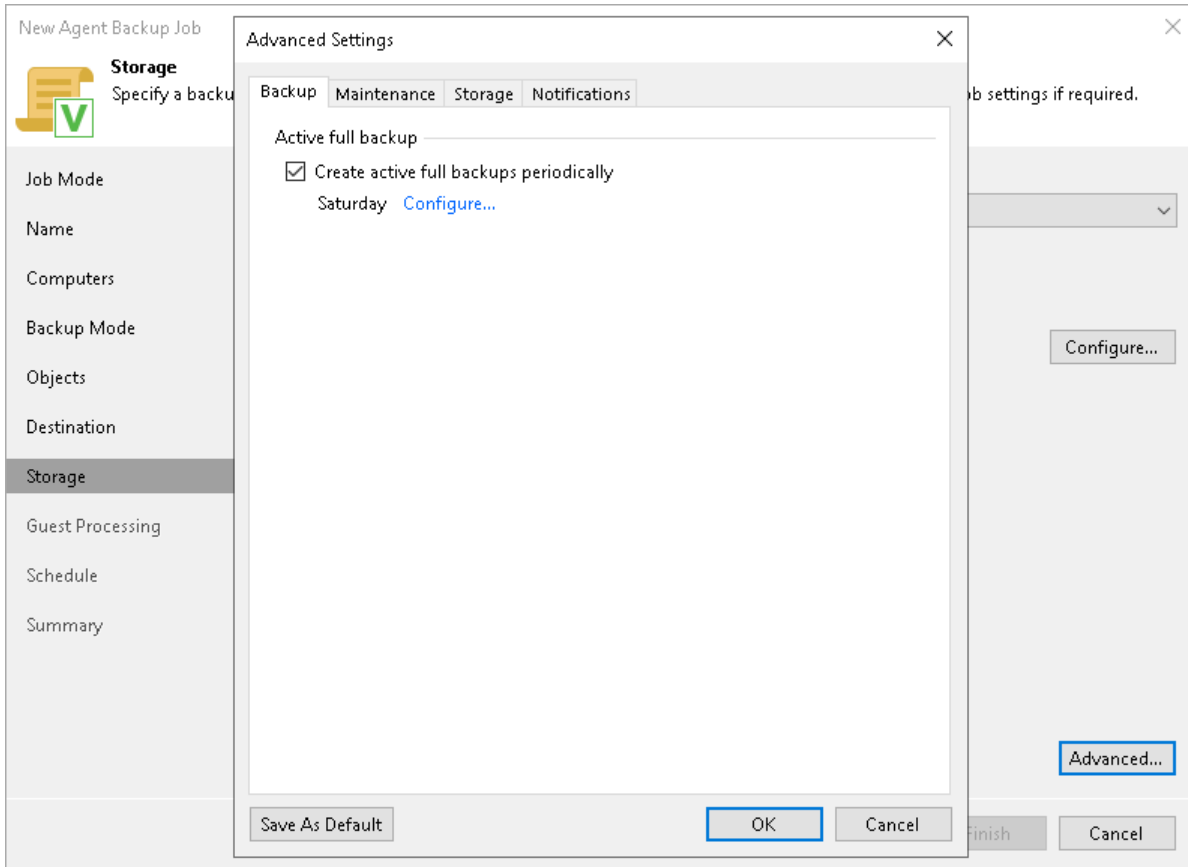 New Agent Backup Job
Storage
Specify a backu
b settings if required.
Job Mode
Name
Computers
Backup Mode
Objects
Destination
Storage
Guest Processing
Schedule
Summary
Advanced Settings
Backup Maintenance Storage Notifications
Active full backup
Create active full backups periodically
Saturday Configure...
Save As Default OK Cancel
Configure...
Advanced...
Finish Cancel